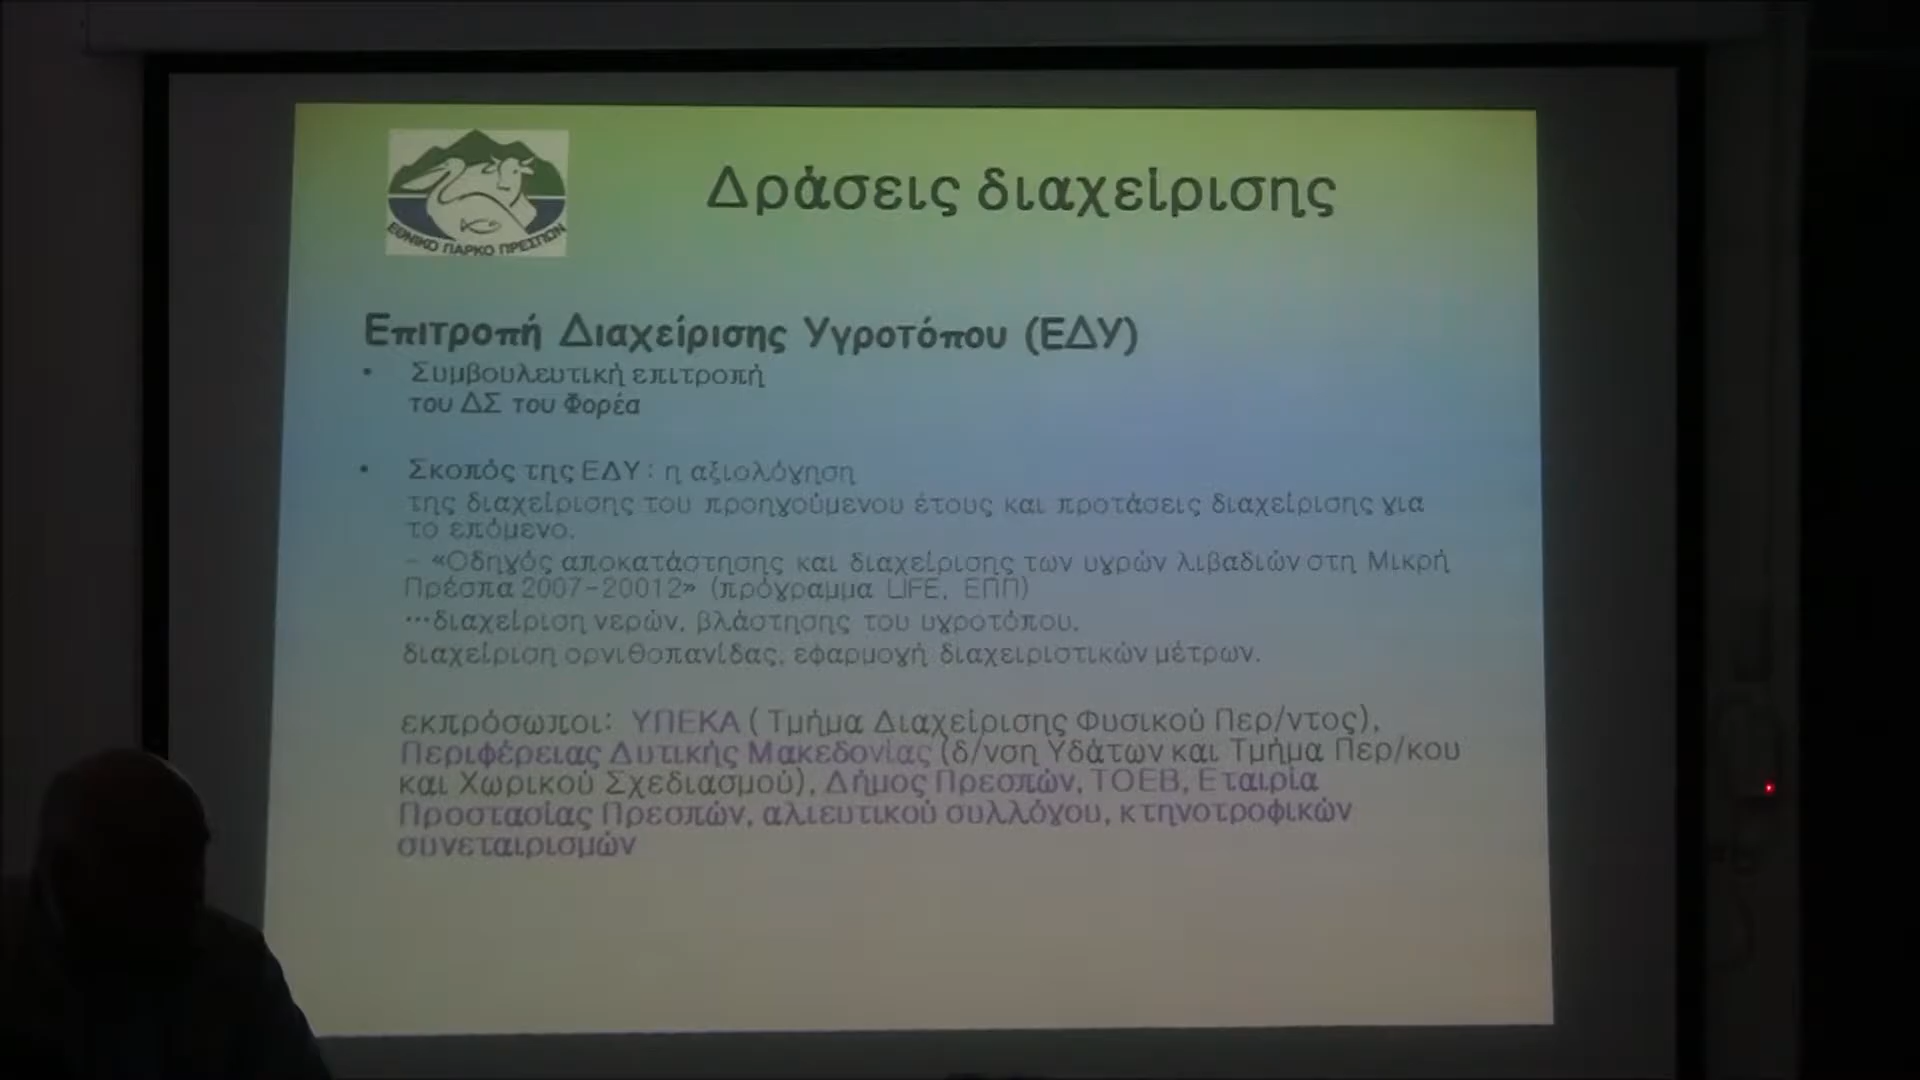 ΕΘΝΙΚΟ ΠΑΡΚΟ ΠΡΕΣΠΩΝ
Δράσεις διαχείρισης
Επιτροπή Διαχείρισης Υγροτόπου (ΕΔΥ)
• Συμβουλευτική επιτροπή
του ΔΣ του Φορέα
• Σκοπός της ΕΔΥ : η αξιολόγηση
της διαχείρισης του προηγούμενου έτους και προτάσεις διαχείρισης για
το επόμενο.
- «Οδηγός αποκατάστησης και διαχείρισης των υγρών λιβαδιών στη Μικρή
Πρέσπα 2007-20012» (πρόγραμμα LIFE, ΕΠΠ)
…διαχείριση νερών, βλάστησης του υγροτόπου,
διαχείριση ορνιθοπανίδας, εφαρμογή διαχειριστικών μέτρων.
εκπρόσωποι: ΥΠΕΚΑ ( Τμήμα Διαχείρισης Φυσικού Περ/ντος),
Περιφέρειας Δυτικής Μακεδονίας (δ/νση Υδάτων και Τμήμα Περ/κου
και Χωρικού Σχεδιασμού), Δήμος Πρεσπών, ΤΟΕΒ, Εταιρία
Προστασίας Πρεσπών, αλιευτικού συλλόγου, κτηνοτροφικών
συνεταιρισμών